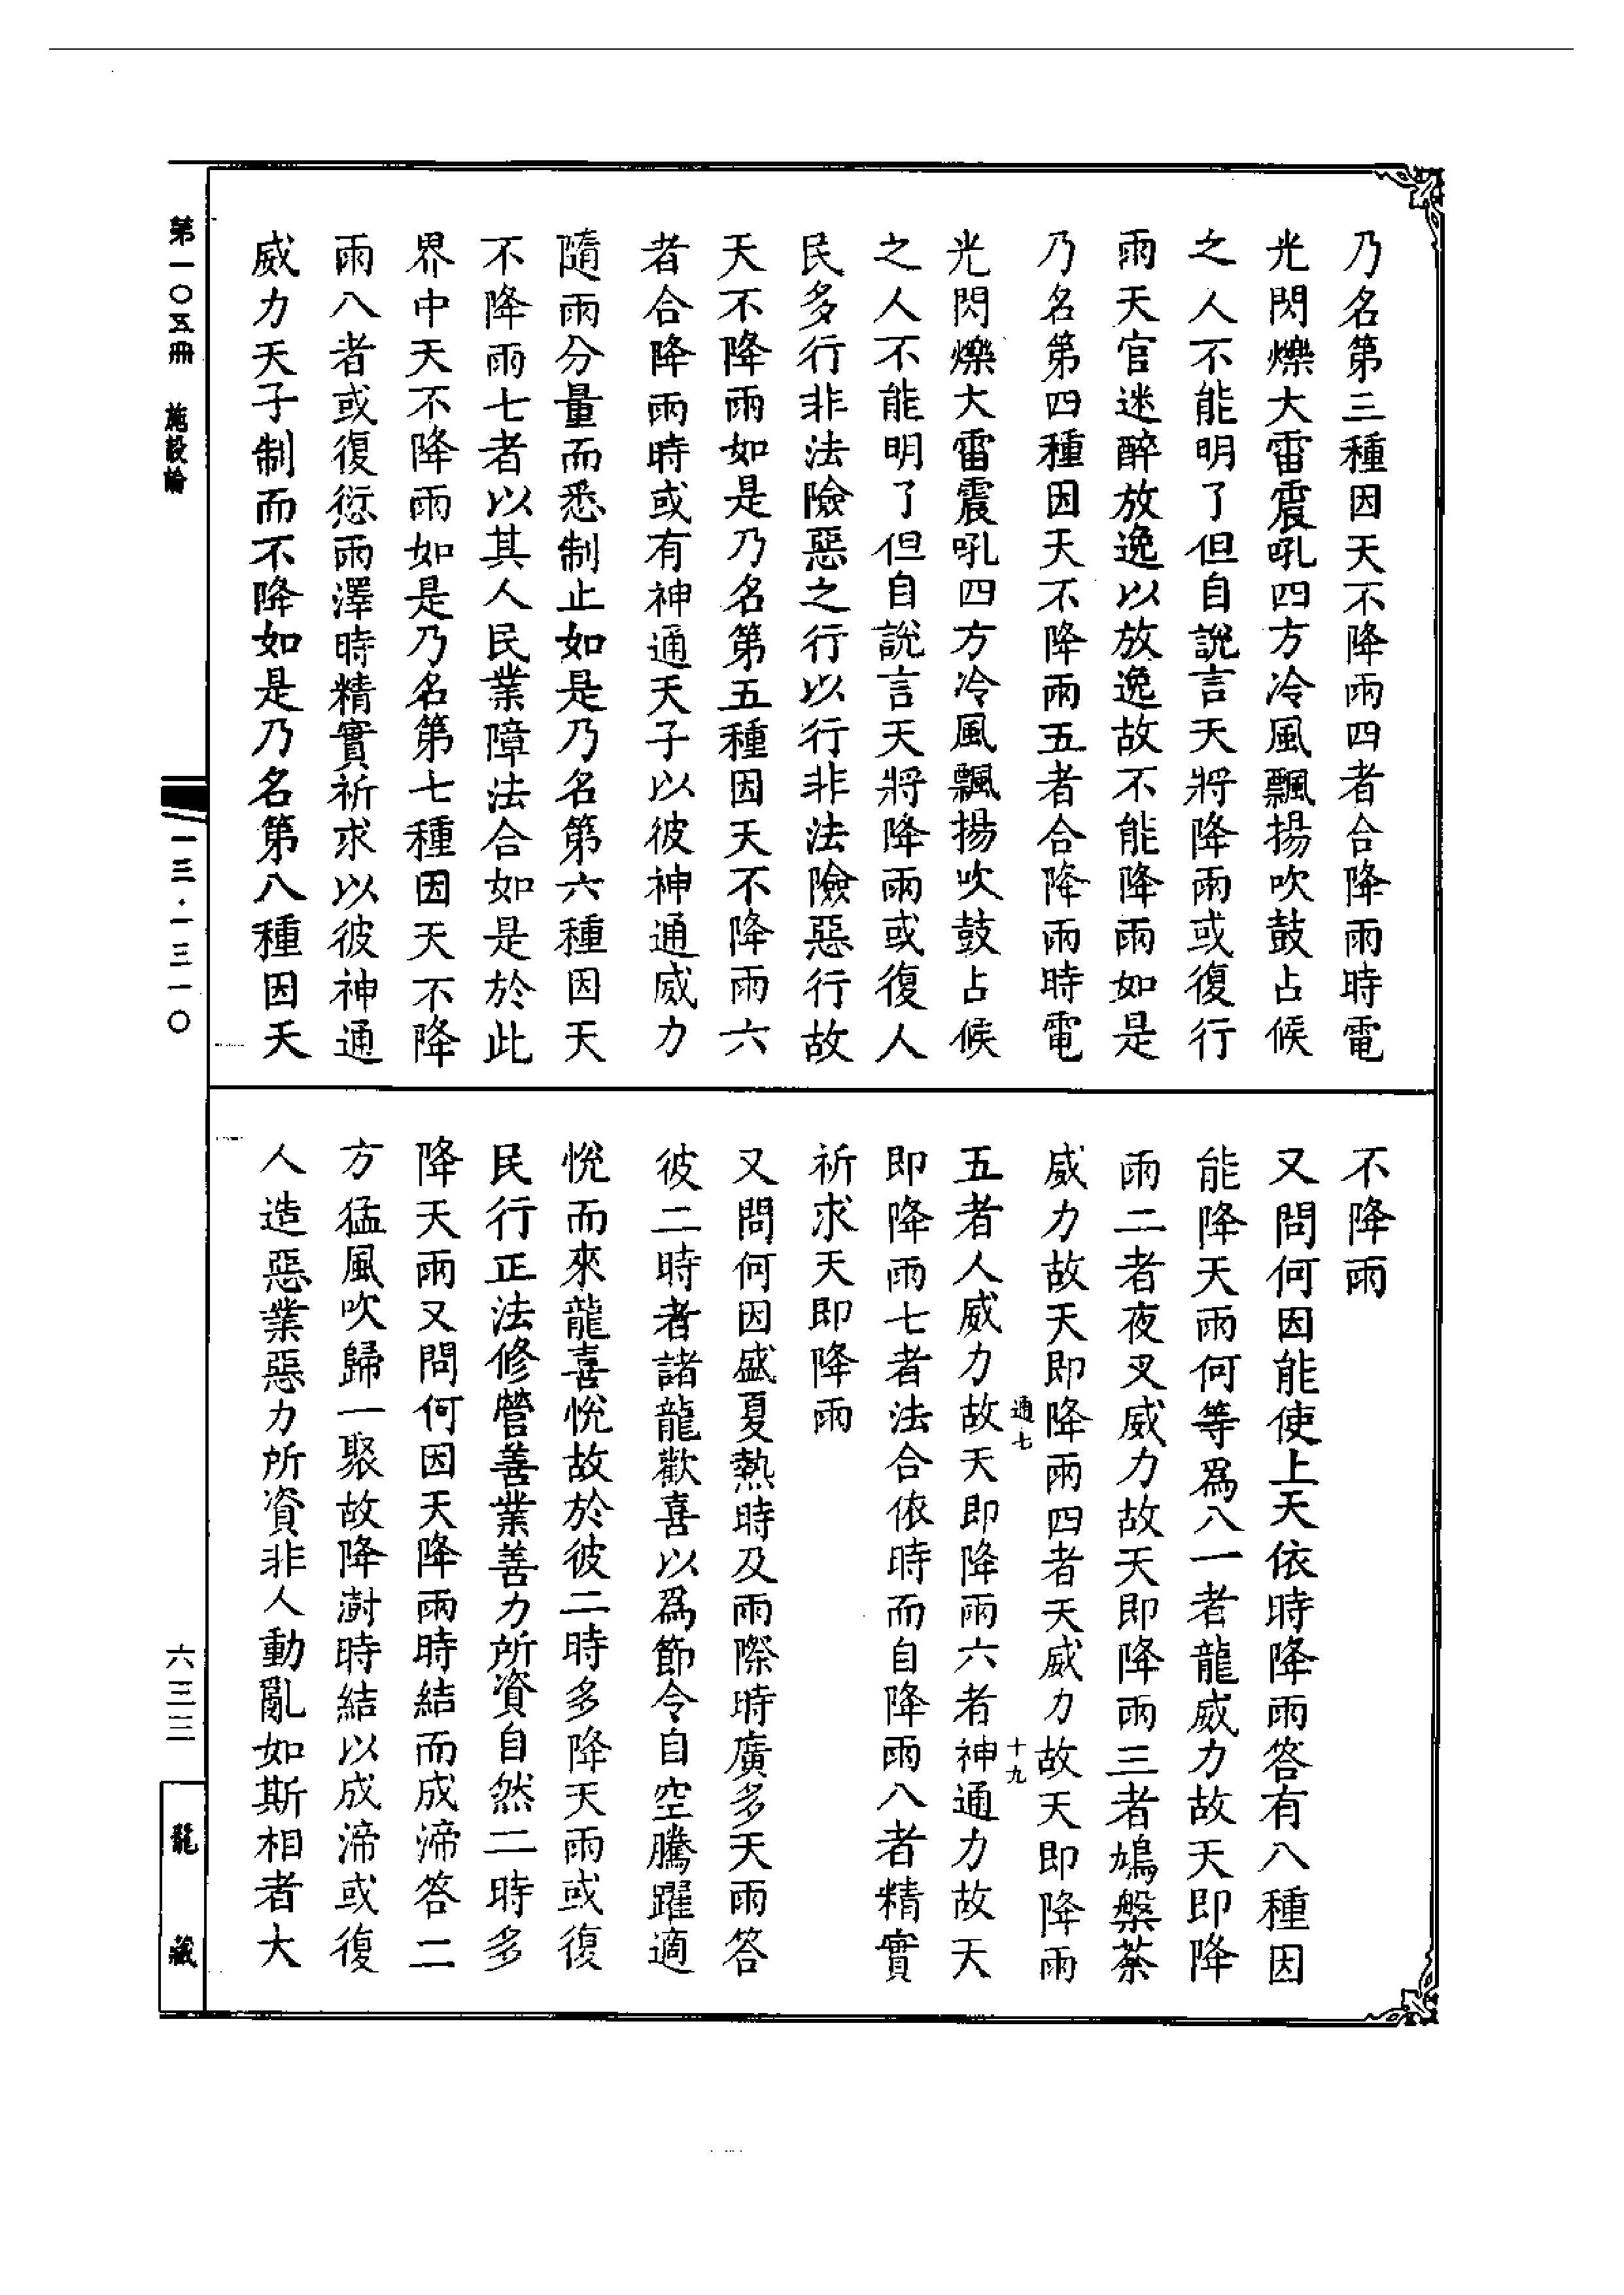 乃名第三種因天不降雨四者合降雨時電
光閃爍大雷震吼四方冷風飄揚吹鼓占候
之人不能明了但自說言天將降雨或復行
雨天官迷醉放逸以放逸故不能降雨如是
乃名第四種因天不降雨五者合降雨時電
光閃爍大雷震吼四方冷風飄揚吹鼓占候
之人不能明了但自說言天將降雨或復人
民多行非法險惡之行以行非法險惡行故
天不降雨如是乃名第五種因天不降雨六
者合降雨時或有神通天子以彼神通威力
隨雨分量而悉制止如是乃名第六種因天
不降雨七者以其人民業障法合如是於此
界中天不降雨如是乃名第七種因天不降
雨八者或復愆雨澤時精實祈求以彼神通
威力天子制而不降如是乃名第八種因天
不降雨
又問何因能使上天依時降雨答有八種因
能降天雨何等爲八一者龍威力故天即降
雨二者夜叉威力故天即降雨三者鳩槃茶
威力故天即降雨四者天威力故天即降雨
通七
十九
五者人威力故天即降雨六者神通力故天
即降雨七者法合依時而自降雨八者精實
祈求天即降雨
又問何因盛夏熱時及雨際時廣多天雨答
彼二時者諸龍歡喜以爲節令自空騰躍適
悅而來龍喜悅故於彼二時多降天雨或復
民行正法修營善業善力所資自然二時多
降天雨又問何因天降雨時結而成渧答二
方猛風吹歸一聚故降澍時結以成渧或復
人造惡業惡力所資非人動亂如斯相者大
第一〇五冊 施設論
一三·一三一〇
六三三
龍藏